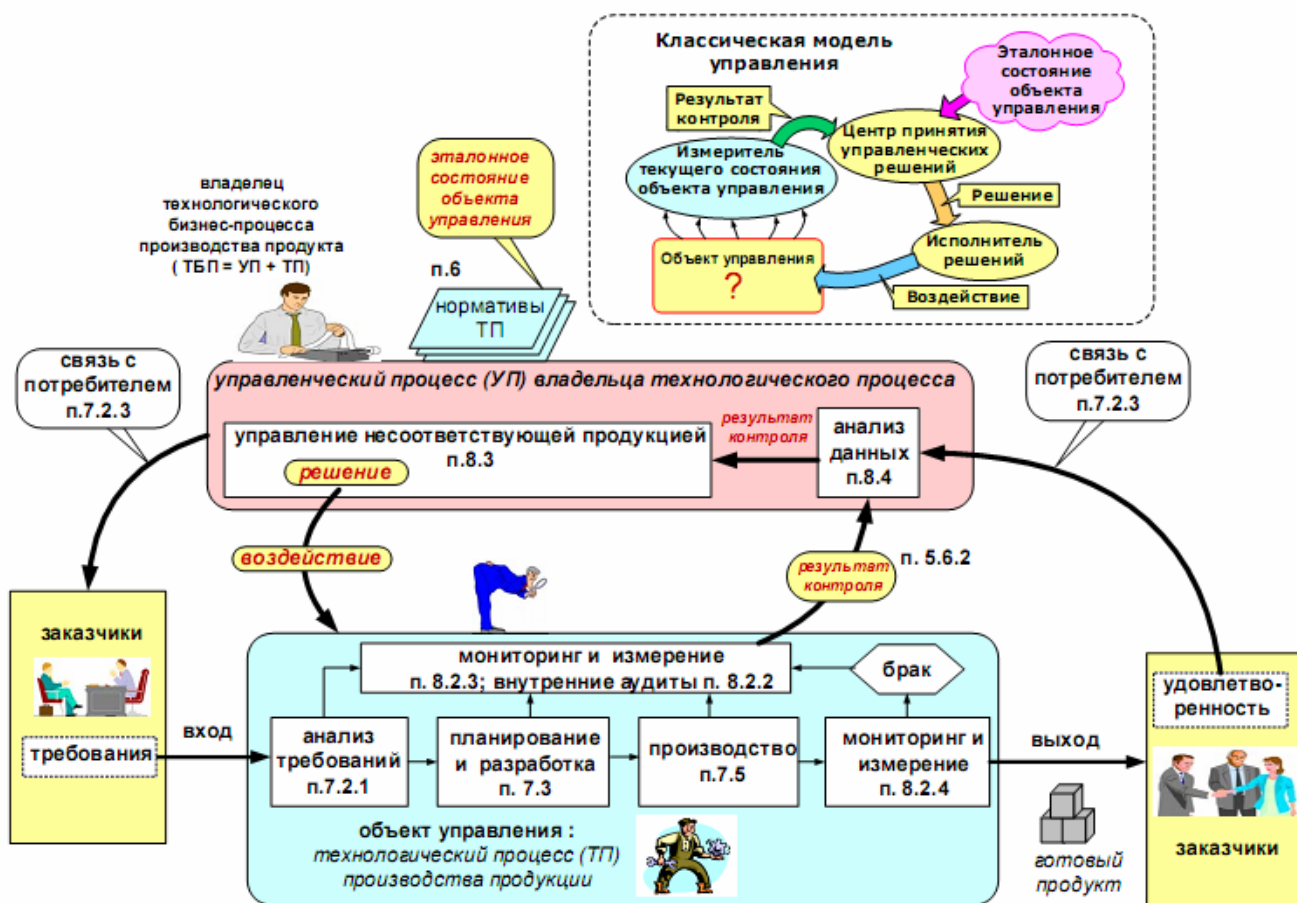 Классическая модель
управления
Эталонное
состояние
объекта
управления
Результат
контроля
Центр принятия
управленческих
решений
Измеритель
текущего состояния
объекта управления
Решение
Исполнитель
решений
Объект управления
?
Воздействие
эталонное
состояние
объекта
управления
владелец
технологического
бизнес-процесса
производства продукта
( ТБП = УП + ТП)
п.6
нормативы
ТП
связь с
потребителем
п.7.2.3
связь с
потребителем
п.7.2.3
управленческий процесс (УП) владельца технологического процесса
управление несоответствующей продукцией
п.8.3
решение
результат
контроля
анализ
данных
п.8.4
воздействие
результат
контроля
п. 5.6.2
заказчики
требования
вход
мониторинг и измерение
п. 8.2.3; внутренние аудиты п. 8.2.2
брак
анализ
требований
п.7.2.1
планирование
и разработка
п. 7.3
производство
п.7.5
мониторинг и
измерение
п. 8.2.4
выход
удовлетво-
ренность
заказчики
объект управления :
технологический процесс (ТП)
производства продукции
готовый
продукт